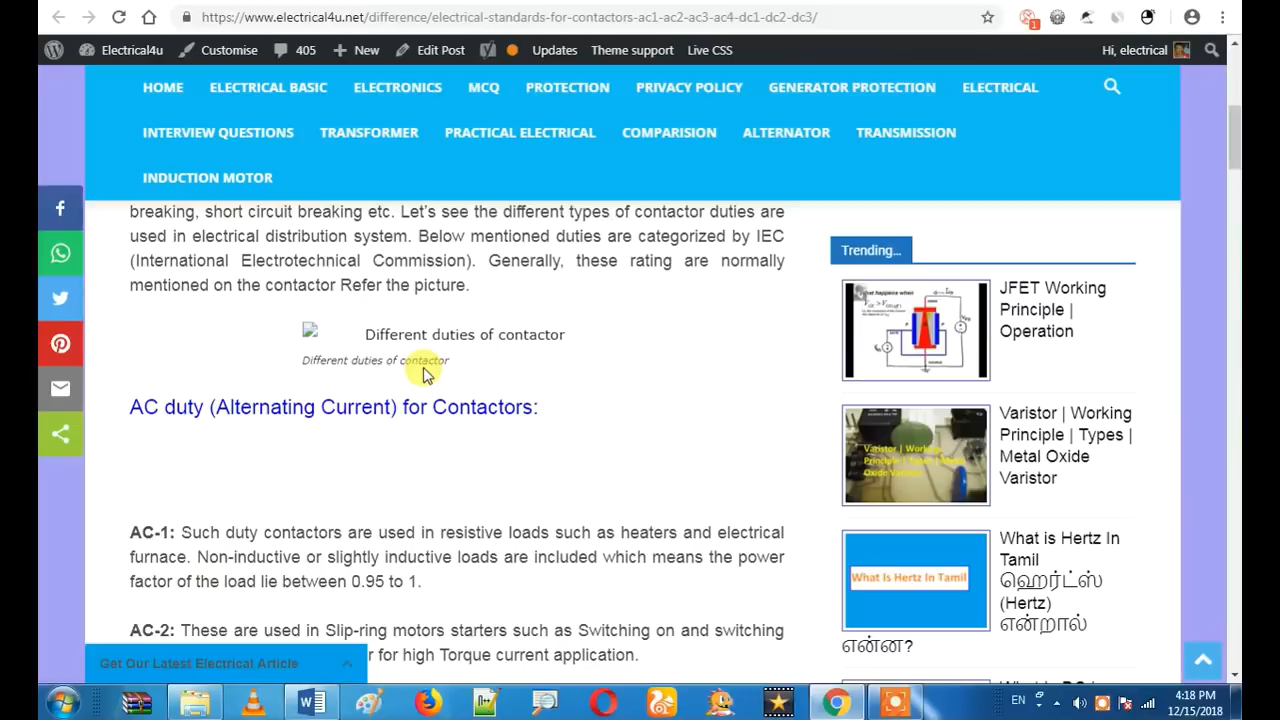 https://www.electrical4u.net/difference/electrical-standards-for-contactors-ac1-ac2-ac3-ac4-dc1-dc2-dc3/
1
Electrical4u Customise 405 New Edit Post Updates Theme support Live CSS Hi, electrical
HOME ELECTRICAL BASIC ELECTRONICS MCQ PROTECTION PRIVACY POLICY GENERATOR PROTECTION ELECTRICAL
INTERVIEW QUESTIONS TRANSFORMER PRACTICAL ELECTRICAL COMPARISION ALTERNATOR TRANSMISSION
INDUCTION MOTOR
breaking, short circuit breaking etc. Let's see the different types of contactor duties are
used in electrical distribution system. Below mentioned duties are categorized by IEC
(International Electrotechnical Commission). Generally, these rating are normally
mentioned on the contactor Refer the picture.
Different duties of contactor
Different duties of contactor
AC duty (Alternating Current) for Contactors:
AC-1: Such duty contactors are used in resistive loads such as heaters and electrical
furnace. Non-inductive or slightly inductive loads are included which means the power
factor of the load lie between 0.95 to 1.
AC-2: These are used in Slip-ring motors starters such as Switching on and switching
r for high Torque current application.
Get Our Latest Electrical Article
Trending...
JFET Working
Principle |
Operation
Varistor | Working
Principle | Types |
Metal Oxide
Varistor
Varistor | Working
Principle | Types | Metal
Oxide Varistor
What is Hertz In
Tamil
ஹெர்ட்ஸ்
(Hertz)
என்றால்
என்ன?
What Is Hertz In Tamil
EN
4:18 PM
12/15/2018